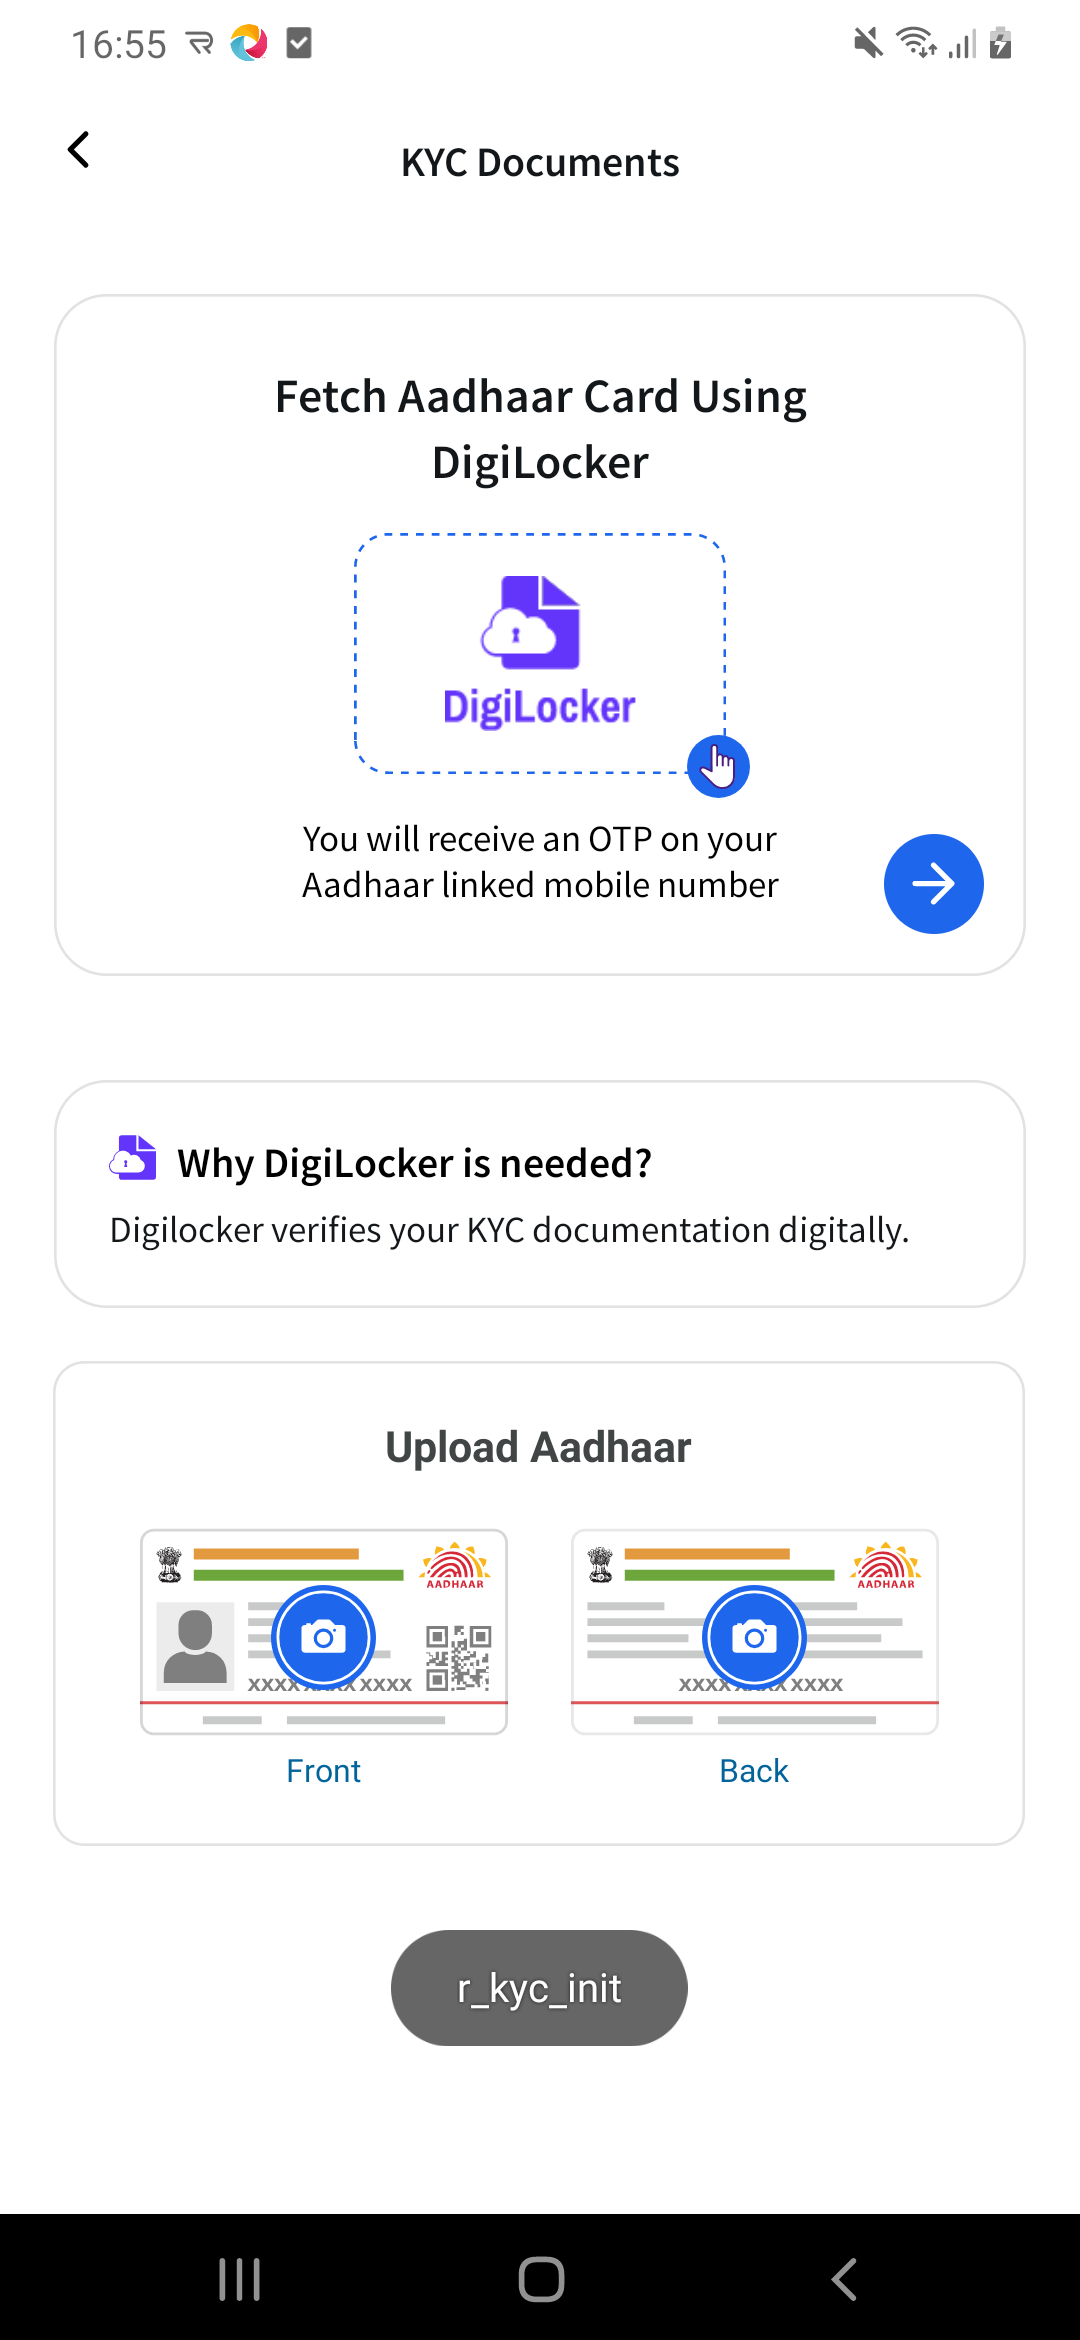 16:55
KYC Documents
Fetch Aadhaar Card Using
DigiLocker
DigiLocker
You will receive an OTP on your
Aadhaar linked mobile number
Why DigiLocker is needed?
Digilocker verifies your KYC documentation digitally.
Upload Aadhaar
AADHAAR
AADHAAR
XXXX XXXX XXXX
XXXX XXXX XXXX
Front
Back
r_kyc_init